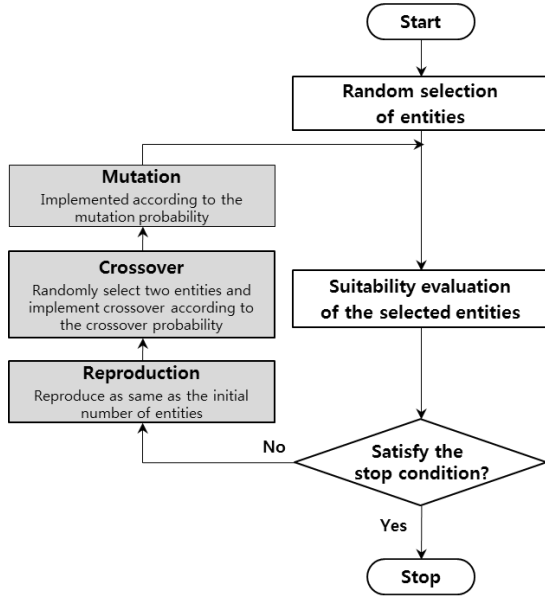 Start
Random selection
of entities
Mutation
Implemented according to the
mutation probability
Crossover
Randomly select two entities and
implement crossover according to
the crossover probability
Suitability evaluation
of the selected entities
Reproduction
Reproduce as same as the initial
number of entities
No
Satisfy the
stop condition?
Yes
Stop